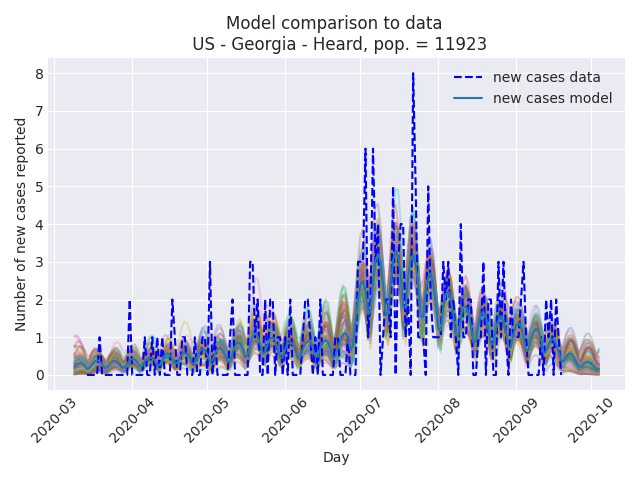 Model comparison to data
US - Georgia - Heard, pop. = 11923
new cases data
new cases model
Number of new cases reported
8
7
6
5
4
3
2
1
0
2020-03
2020-04
2020-05
2020-06
2020-07
2020-08
2020-09
2020-10
Day